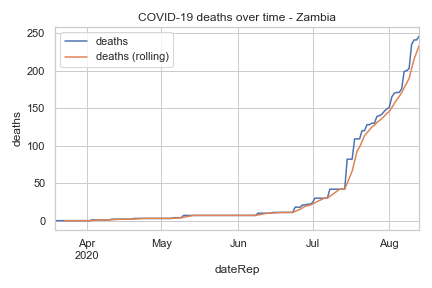 COVID-19 deaths over time - Zambia
deaths
deaths (rolling)
250
200
150
100
50
0
deaths
Apr
2020
May
Jun
Jul
Aug
dateRep